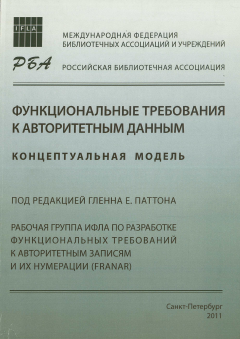 IFLA
МЕЖДУНАРОДНАЯ ФЕДЕРАЦИЯ
БИБЛИОТЕЧНЫХ АССОЦИАЦИЙ И УЧРЕЖДЕНИЙ
РБА
РОССИЙСКАЯ БИБЛИОТЕЧНАЯ АССОЦИАЦИЯ
ФУНКЦИОНАЛЬНЫЕ ТРЕБОВАНИЯ
К АВТОРИТЕТНЫМ ДАННЫМ
КОНЦЕПТУАЛЬНАЯ МОДЕЛЬ
ПОД РЕДАКЦИЕЙ ГЛЕННА Е. ПАТТОНА
РАБОЧАЯ ГРУППА ИФЛА ПО РАЗРАБОТКЕ
ФУНКЦИОНАЛЬНЫХ ТРЕБОВАНИЙ
К АВТОРИТЕТНЫМ ЗАПИСЯМ
И ИХ НУМЕРАЦИИ (FRANAR)
Санкт-Петербург
2011